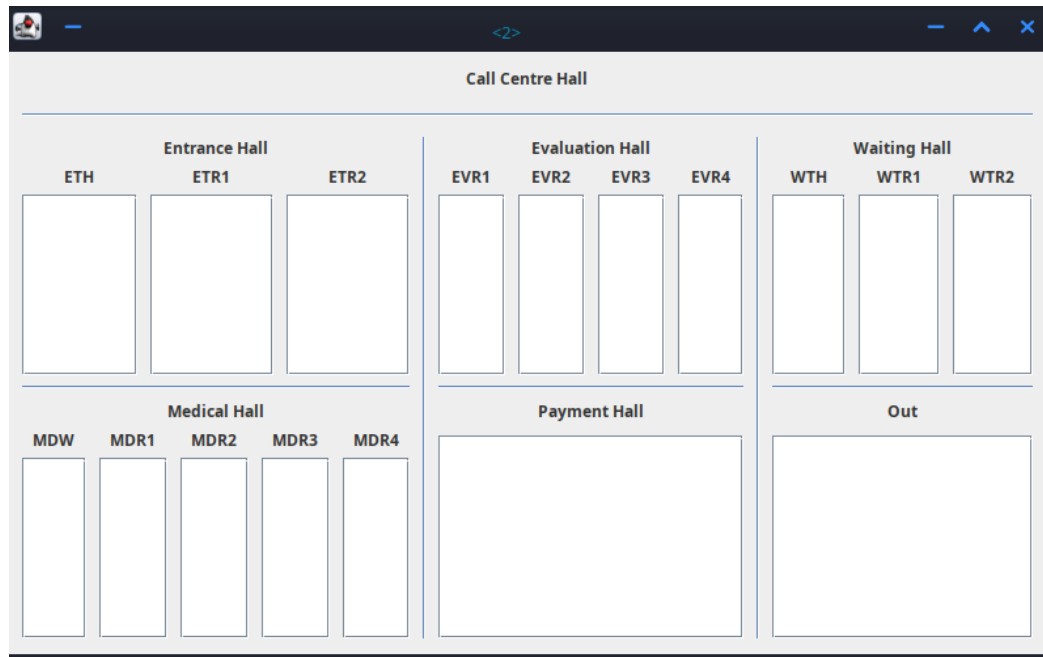 <2>
Call Centre Hall
Entrance Hall
ETH ETR1 ETR2
Evaluation Hall
EVR1 EVR2 EVR3 EVR4
Waiting Hall
WTH WTR1 WTR2
Medical Hall
MDW MDR1 MDR2 MDR3 MDR4
Payment Hall
Out